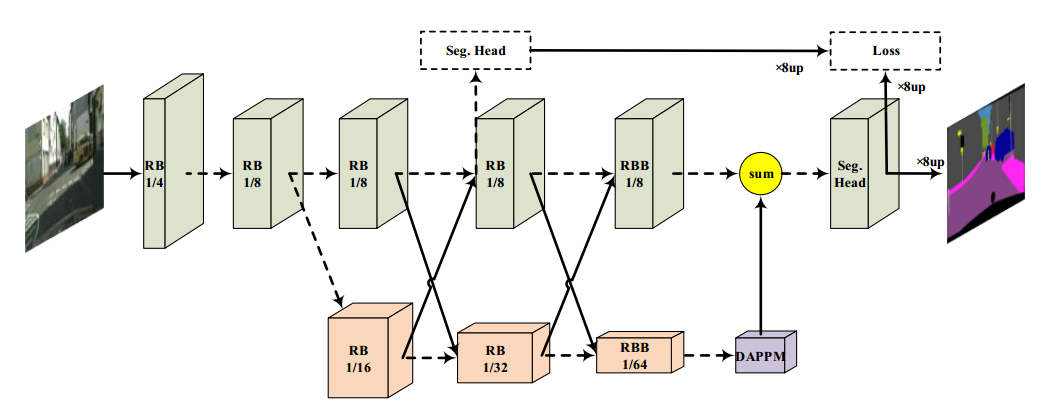 Seg. Head
Loss
×8up
×8up
RB
1/4
RB
1/8
RB
1/8
RB
1/8
RBB
1/8
sum
Seg.
Head
×8up
RB
1/16
RB
1/32
RBB
1/64
DAPPM